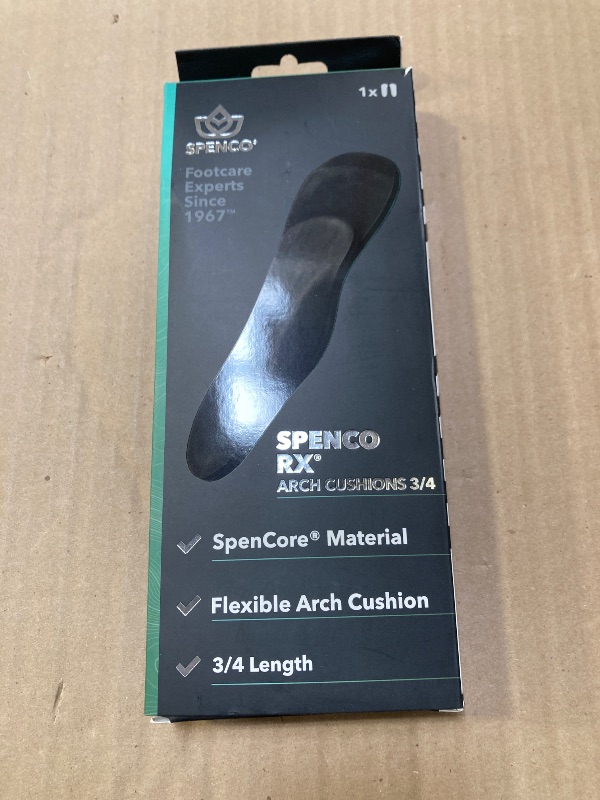 1x
SPENCO®
Footcare
Experts
Since
1967™
SPENCO
RX®
ARCH CUSHIONS 3/4
SpenCore® Material
Flexible Arch Cushion
3/4 Length